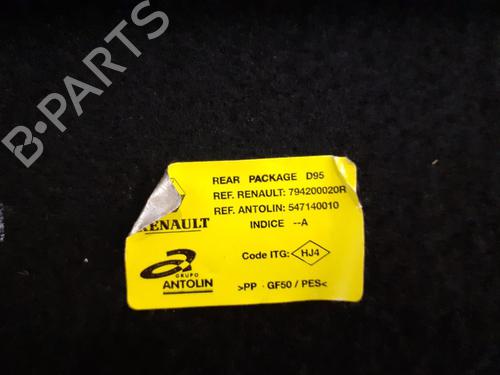 B-PARTS
REAR PACKAGE D95
REF. RENAULT: 794200020R
REF. ANTOLIN: 547140010
INDICE --A
RENAULT
Code ITG: HJ4
GRUPO
ANTOLIN
>PP - GF50 / PES<